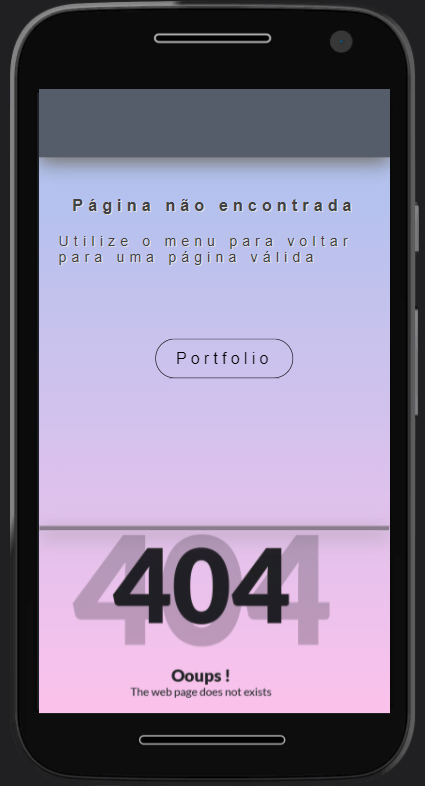 Página não encontrada
Utilize o menu para voltar
para uma página válida
Portfolio
404
404
Ooups !
The web page does not exists